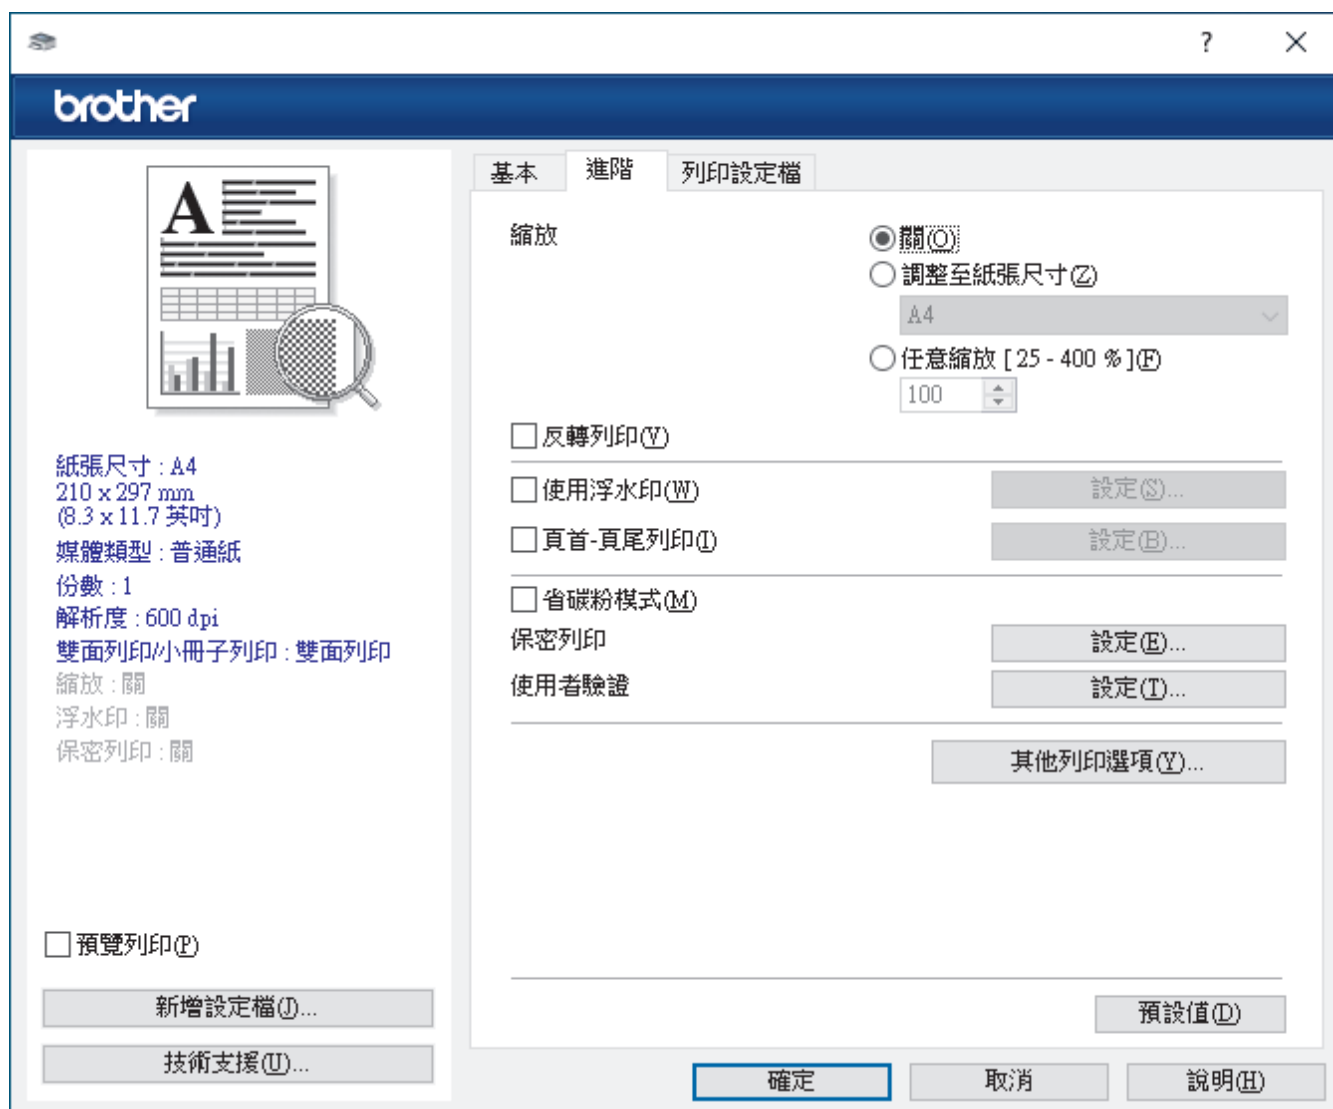 ?
brother
A
紙張尺寸 : A4
210 x 297 mm
(8.3 x 11.7 英吋)
媒體類型 : 普通紙
份數 : 1
解析度 : 600 dpi
雙面列印/小冊子列印 : 雙面列印
縮放 : 關
浮水印 : 關
保密列印 : 關
預覽列印(P)
新增設定檔(J)...
技術支援(U)...
基本
進階
列印設定檔
縮放
關(O)
調整至紙張尺寸(Z)
A4
任意縮放 [ 25 - 400 % ](F)
100
反轉列印(V)
使用浮水印(W)
設定(S)...
頁首-頁尾列印(I)
設定(B)...
省碳粉模式(M)
保密列印
設定(E)...
使用者驗證
設定(T)...
其他列印選項(Y)...
預設值(D)
確定
取消
說明(H)